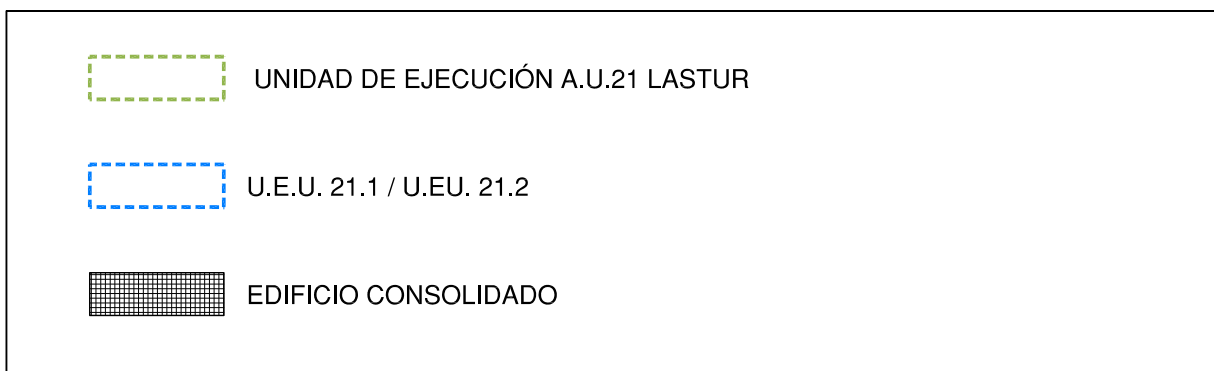 UNIDAD DE EJECUCIÓN A.U.21 LASTUR
U.E.U. 21.1 / U.EU. 21.2
EDIFICIO CONSOLIDADO